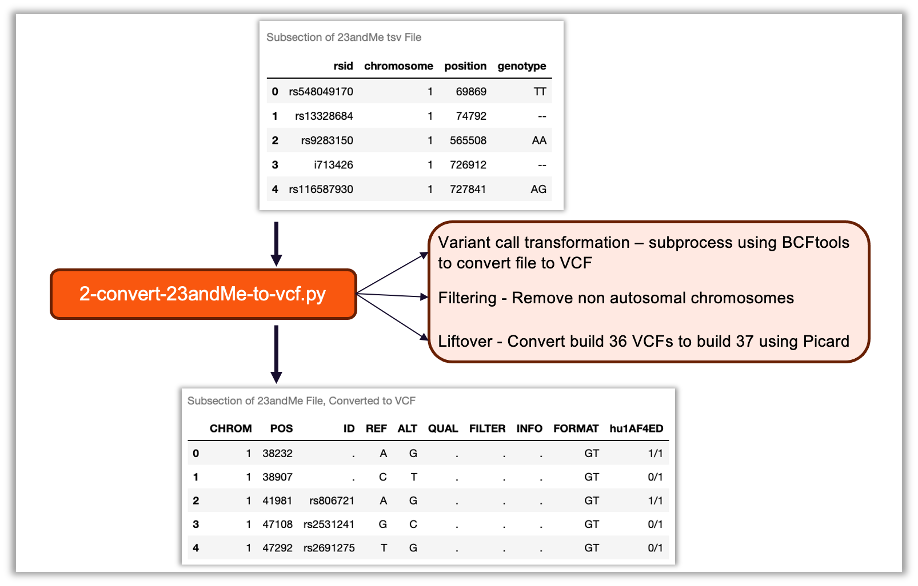 Subsection of 23andMe tsv File
rsid chromosome position genotype
0 rs548049170 1 69869 TT
1 rs13328684 1 74792 --
2 rs9283150 1 565508 AA
3 i713426 1 726912 --
4 rs116587930 1 727841 AG
2-convert-23andMe-to-vcf.py
Variant call transformation – subprocess using BCFtools
to convert file to VCF
Filtering - Remove non autosomal chromosomes
Liftover - Convert build 36 VCFs to build 37 using Picard
Subsection of 23andMe File, Converted to VCF
CHROM POS ID REF ALT QUAL FILTER INFO FORMAT hu1AF4ED
0 1 38232 . A G . . . GT 1/1
1 1 38907 . C T . . . GT 0/1
2 1 41981 rs806721 A G . . . GT 1/1
3 1 47108 rs2531241 G C . . . GT 0/1
4 1 47292 rs2691275 T G . . . GT 0/1